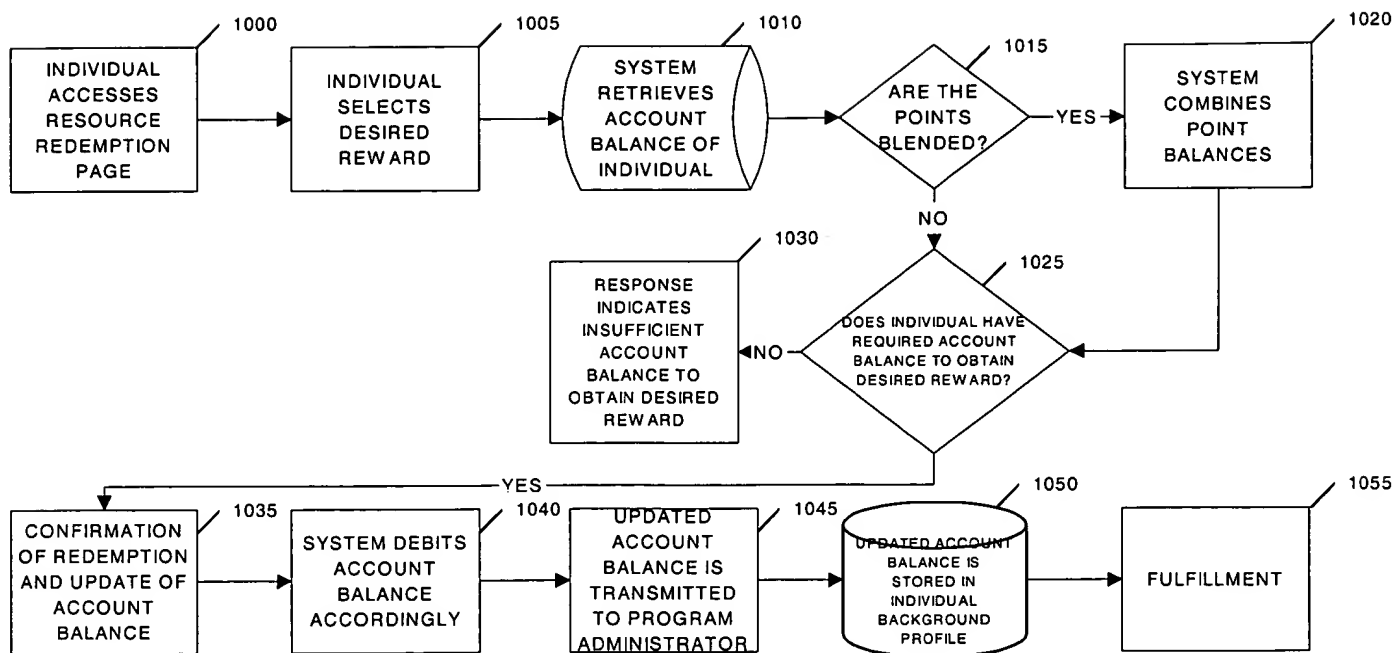 1000
INDIVIDUAL
ACCESSES
RESOURCE
REDEMPTION
PAGE
1005
INDIVIDUAL
SELECTS
DESIRED
REWARD
1010
SYSTEM
RETRIEVES
ACCOUNT
BALANCE OF
INDIVIDUAL
1015
ARE THE
POINTS
BLENDED?
YES
NO
1020
SYSTEM
COMBINES
POINT
BALANCES
1025
DOES INDIVIDUAL HAVE
REQUIRED ACCOUNT
BALANCE TO OBTAIN
DESIRED REWARD?
NO
1030
RESPONSE
INDICATES
INSUFFICIENT
ACCOUNT
BALANCE TO
OBTAIN DESIRED
REWARD
YES
1035
CONFIRMATION
OF REDEMPTION
AND UPDATE OF
ACCOUNT
BALANCE
1040
SYSTEM DEBITS
ACCOUNT
BALANCE
ACCORDINGLY
1045
UPDATED
ACCOUNT
BALANCE IS
TRANSMITTED
TO PROGRAM
ADMINISTRATOR
1050
UPDATED ACCOUNT
BALANCE IS
STORED IN
INDIVIDUAL
BACKGROUND
PROFILE
1055
FULFILLMENT